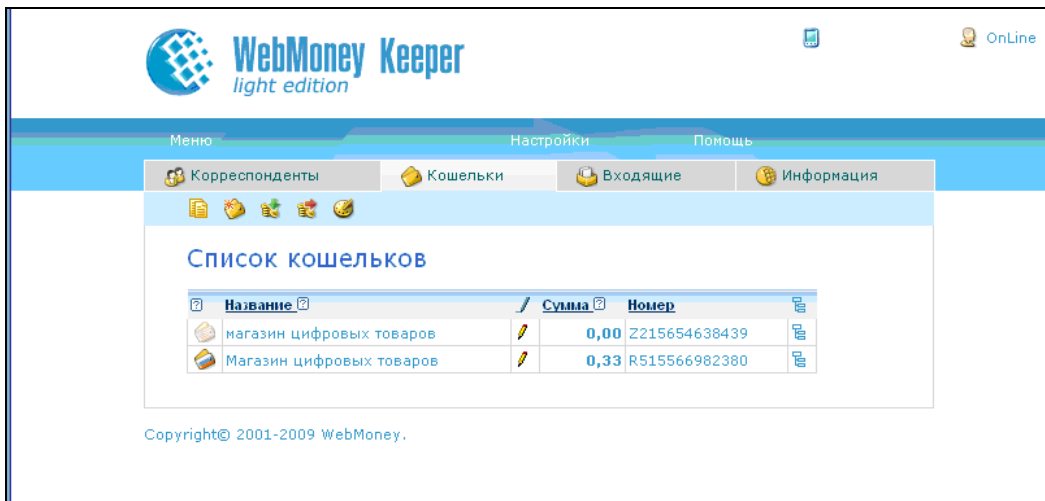 WebMoney Keeper
light edition
OnLine
Меню Настройки Помощь
Корреспонденты Кошельки Входящие Информация
Список кошельков
Название Сумма Номер
магазин цифровых товаров 0,00 Z215654638439
Магазин цифровых товаров 0,33 R515566982380
Copyright© 2001-2009 WebMoney.